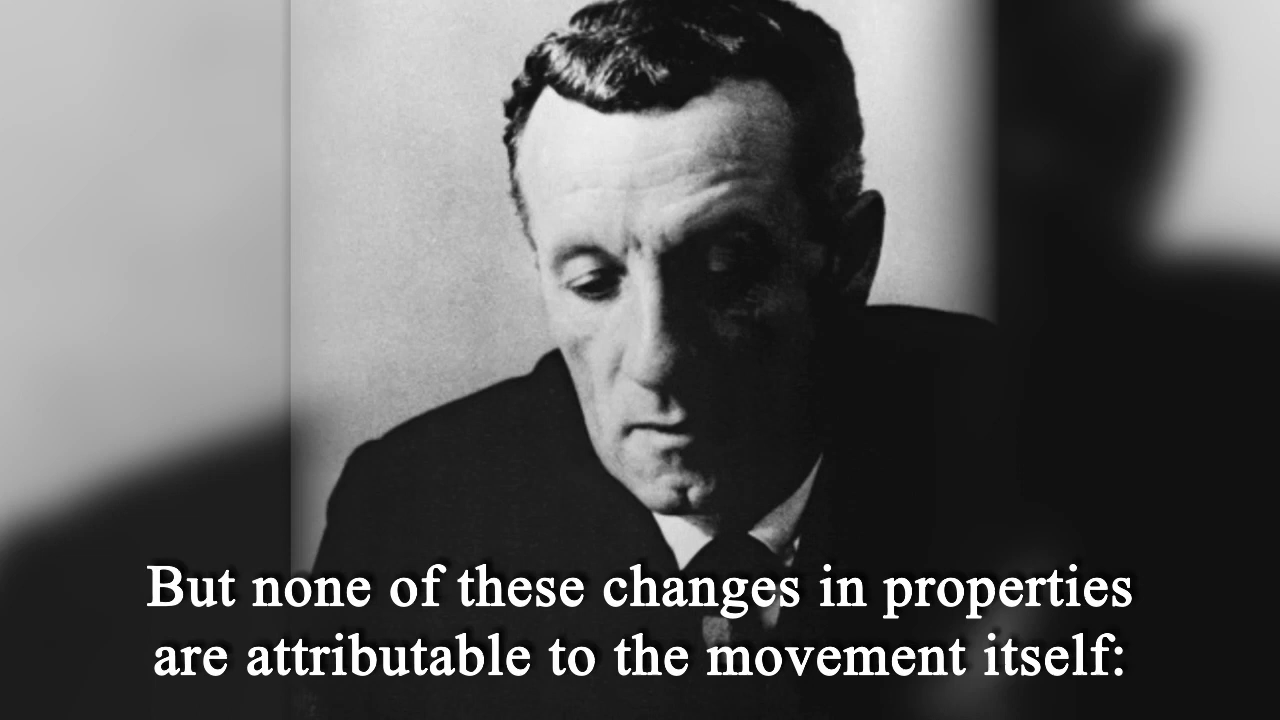 But none of these changes in properties
are attributable to the movement itself: